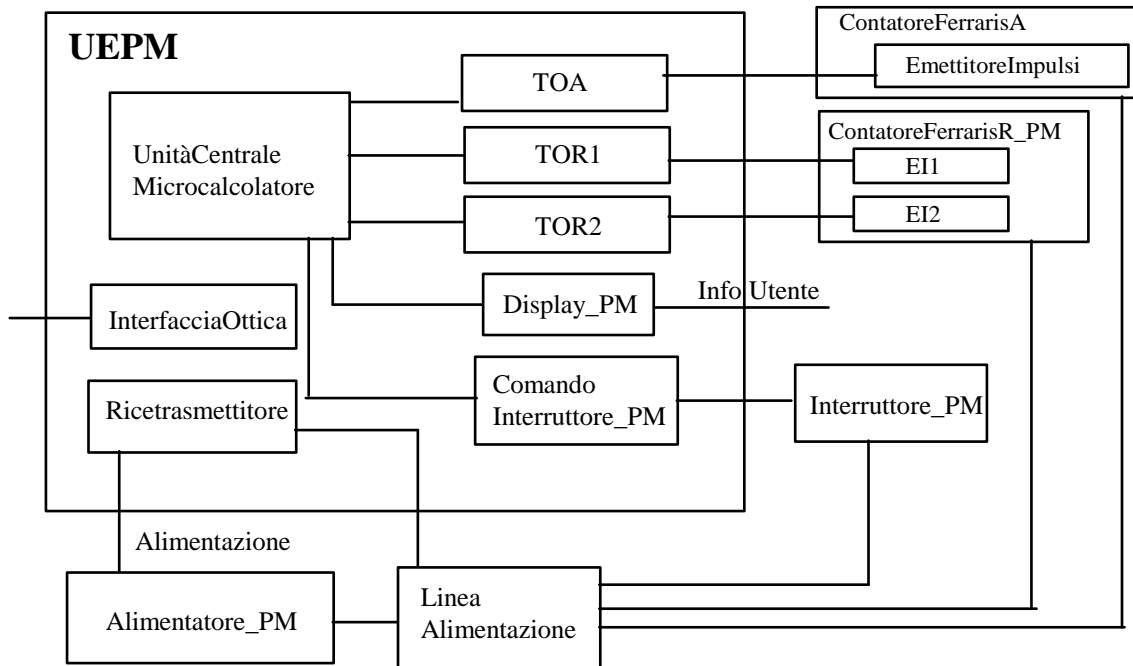 UEPM
ContatoreFerrarisA
EmettitoreImpulsi
TOA
ContatoreFerrarisR_PM
UnitàCentrale
Microcalcolatore
TOR1
EI1
TOR2
EI2
InterfacciaOttica
Display_PM
Info Utente
Ricetrasmettitore
Comando
Interruttore_PM
Interruttore_PM
Alimentazione
Alimentatore_PM
Linea
Alimentazione